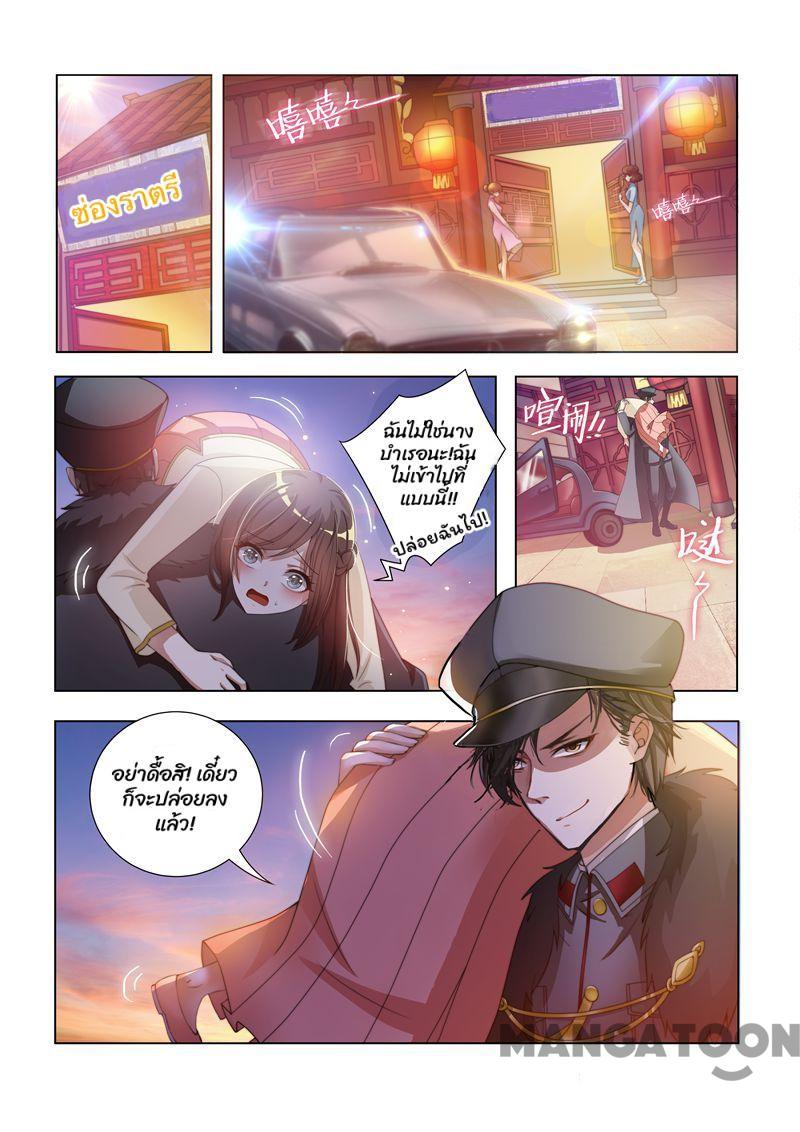 ซ่องราตรี
嘻嘻~
嘻嘻~
ฉันไม่ใช่นาง
บำเรอนะ!ฉัน
ไม่เข้าไปที่
แบบนี้!!
ปล่อยฉันไป!
喧闹!!
哒~
อย่าดื้อสิ! เดี๋ยว
ก็จะปล่อยลง
แล้ว!
MANGATOON